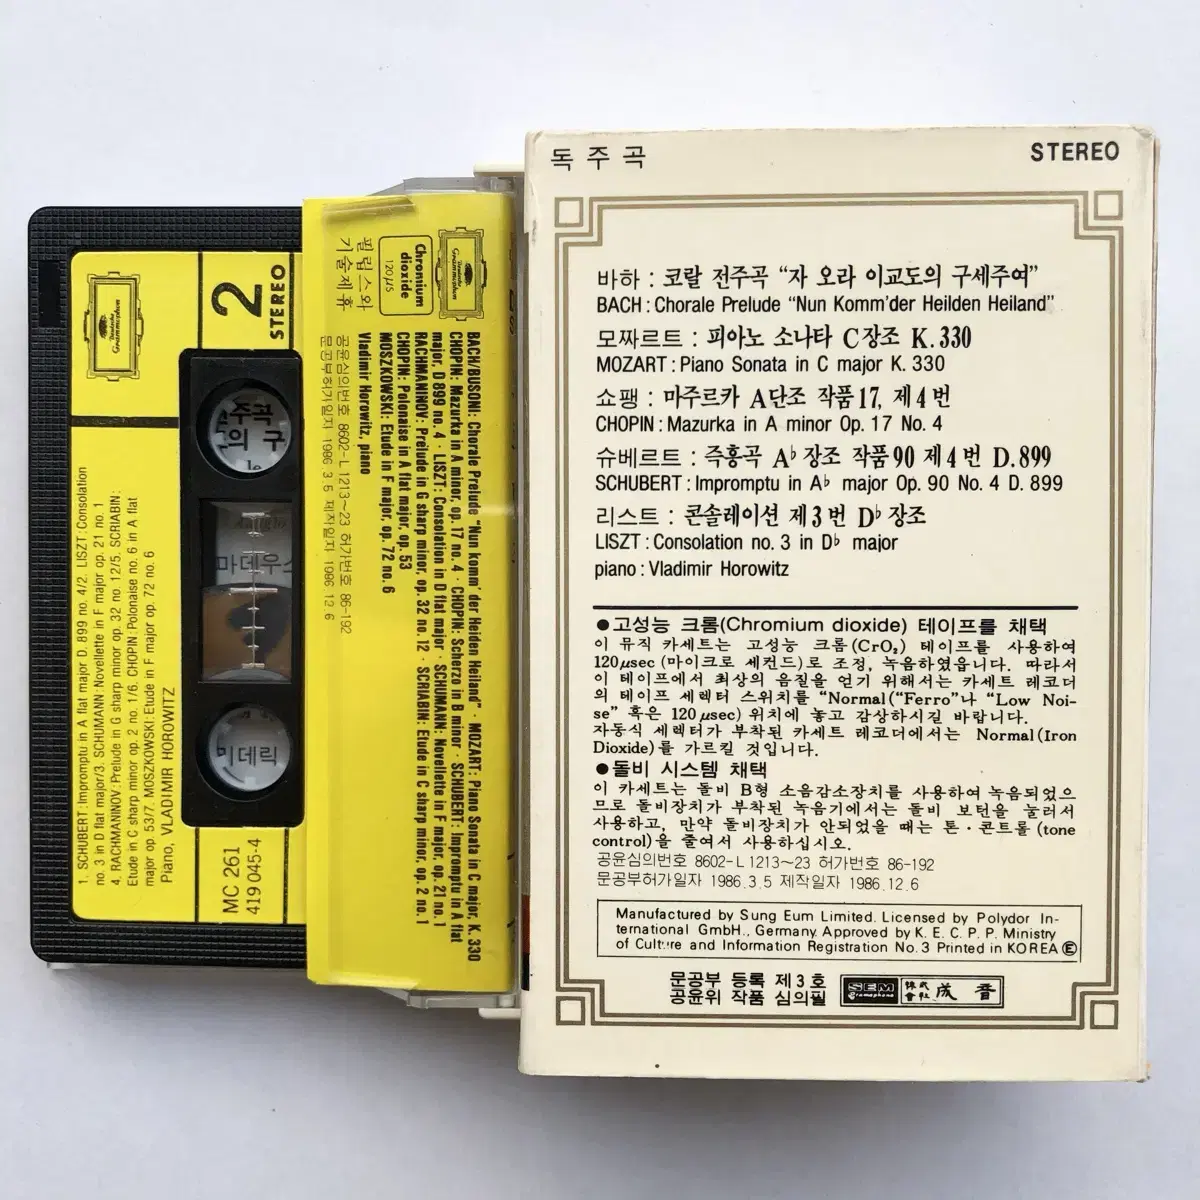 독주곡
STEREO
바하 : 코랄 전주곡 “자 오라 이교도의 구세주여”
BACH : Chorale Prelude “Nun Komm'der Heilden Heiland”
모짜르트 : 피아노 소나타 C장조 K.330
MOZART : Piano Sonata in C major K. 330
쇼팽 : 마주르카 A단조 작품17, 제4번
CHOPIN : Mazurka in A minor Op. 17 No. 4
슈베르트 : 즉흥곡 A♭장조 작품90 제4번 D.899
SCHUBERT : Impromptu in A♭ major Op. 90 No. 4 D. 899
리스트 : 콘솔레이션 제3번 D♭장조
LISZT : Consolation no. 3 in D♭ major
piano : Vladimir Horowitz
●고성능 크롬(Chromium dioxide) 테이프를 채택
이 뮤직 카세트는 고성능 크롬(CrO₂) 테이프를 사용하여
120μsec (마이크로 세컨드)로 조정, 녹음하였읍니다. 따라서
이 테이프에서 최상의 음질을 얻기 위해서는 카세트 레코더
의 테이프 세렉터 스위치를 “Normal(“Ferro”나 “Low Noi-
se” 혹은 120μsec) 위치에 놓고 감상하시길 바랍니다.
자동식 세렉터가 부착된 카세트 레코더에서는 Normal(Iron
Dioxide)를 가르킬 것입니다.
●돌비 시스템 채택
이 카세트는 돌비 B형 소음감소장치를 사용하여 녹음되었으
므로 돌비장치가 부착된 녹음기에서는 돌비 보턴을 눌러서
사용하고, 만약 돌비장치가 안되었을 때는 톤·콘트롤(tone
control)을 줄여서 사용하십시오.
공윤심의번호 8602-L 1213~23 허가번호 86-192
문공부허가일자 1986.3.5 제작일자 1986.12.6
Manufactured by Sung Eum Limited. Licensed by Polydor In-
ternational GmbH., Germany. Approved by K. E. C. P. P. Ministry
of Culture and Information Registration No. 3 Printed in KOREA Ⓔ
문공부 등록 제3호
공윤위 작품 심의필
SEM
Gramophone
株式
會社
成音
Deutsche
Grammophon
Chromium
dioxide
120μs
필립스와
기술제휴
BACH/BUSONI: Chorale Prelude “Nun komm' der Heiden Heiland” · MOZART: Piano Sonata in C major, K. 330
CHOPIN: Mazurka in A minor, op. 17 no. 4 · CHOPIN: Scherzo in B minor · SCHUBERT: Impromptu in A flat
major, D 899 no. 4 · LISZT: Consolation in D flat major · SCHUMANN: Novellette in F major, op. 21 no. 1
RACHMANINOV: Prelude in G sharp minor, op. 32 no. 12 · SCRIABIN: Etude in C sharp minor, op. 2 no. 1
CHOPIN: Polonaise in A flat major, op. 53
MOSZKOWSKI: Etude in F major, op. 72 no. 6
Vladimir Horowitz, piano
공윤심의번호 8602-L 1213~23 허가번호 86-192
문공부허가일자 1986.3.5 제작일자 1986.12.6
Deutsche
Grammophon
2
STEREO
1. SCHUBERT: Impromptu in A flat major D. 899 no. 4/2. LISZT: Consolation
no. 3 in D flat major/3. SCHUMANN: Novellette in F major op. 21 no. 1
4. RACHMANINOV: Prelude in G sharp minor op. 32 no. 12/5. SCRIABIN:
Etude in C sharp minor op. 2 no. 1/6. CHOPIN: Polonaise no. 6 in A flat
major op. 53/7. MOSZKOWSKI: Etude in F major op. 72 no. 6
Piano, VLADIMIR HOROWITZ
MC 261
419 045-4
주곡
의 구
마데우스
미데릭